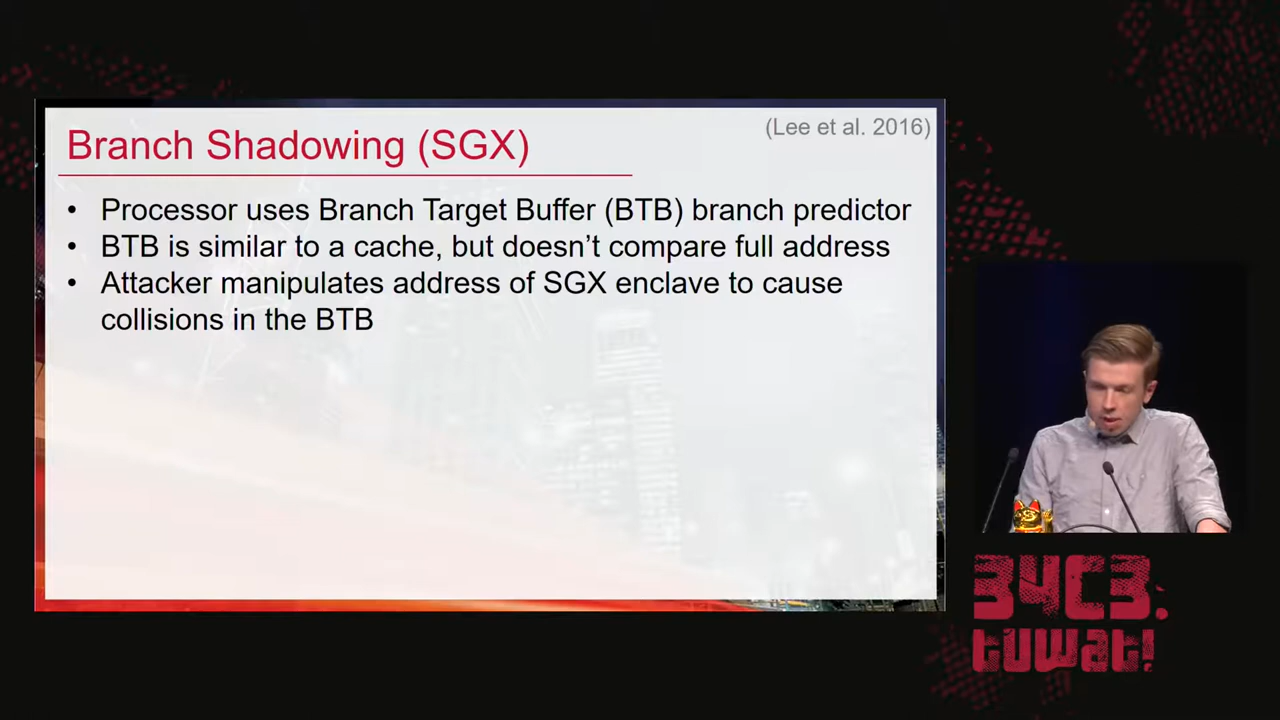 Branch Shadowing (SGX)
(Lee et al. 2016)
• Processor uses Branch Target Buffer (BTB) branch predictor
• BTB is similar to a cache, but doesn’t compare full address
• Attacker manipulates address of SGX enclave to cause
collisions in the BTB
34C3:
tuwat!